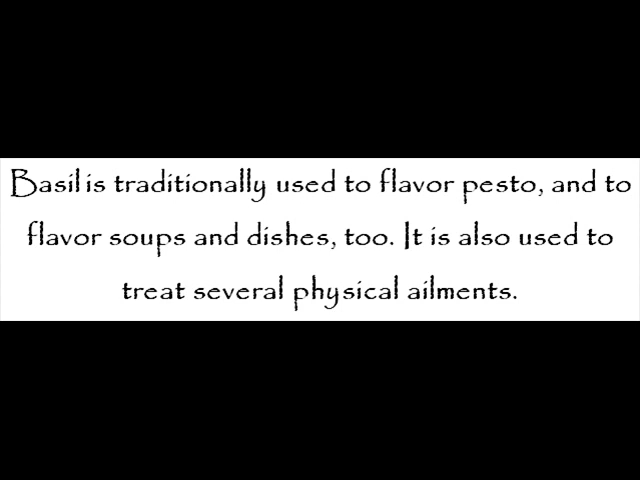 Basil is traditionally used to flavor pesto, and to
flavor soups and dishes, too. It is also used to
treat several physical ailments.